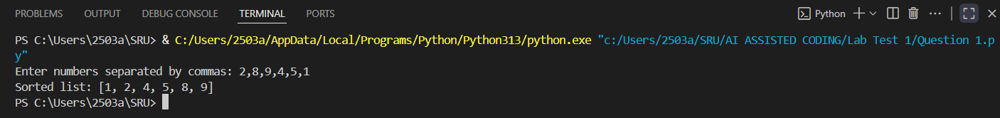 PROBLEMS OUTPUT DEBUG CONSOLE TERMINAL PORTS Python
PS C:\Users\2503a\SRU> & C:/Users/2503a/AppData/Local/Programs/Python/Python313/python.exe "c:/Users/2503a/SRU/AI ASSISTED CODING/Lab Test 1/Question 1.p
y"
Enter numbers separated by commas: 2,8,9,4,5,1
Sorted list: [1, 2, 4, 5, 8, 9]
PS C:\Users\2503a\SRU>